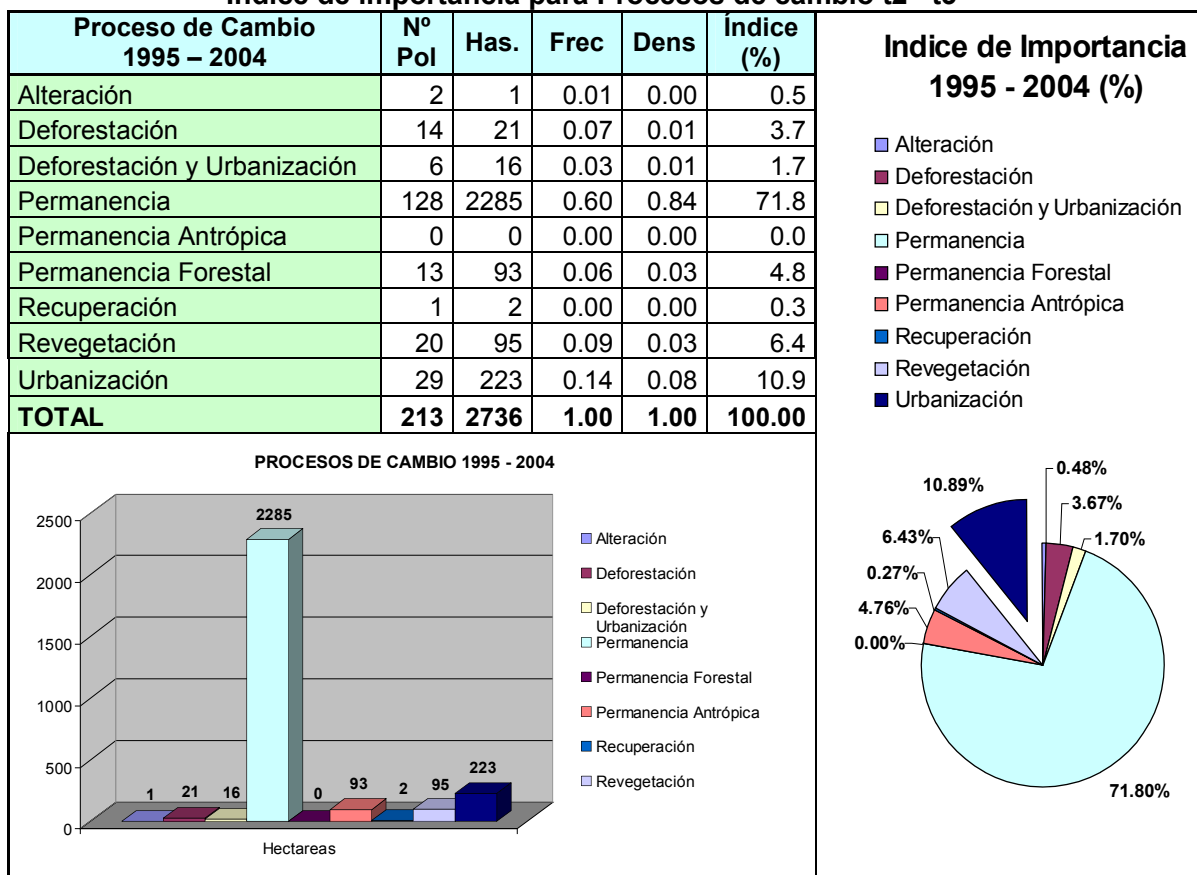 Proceso de Cambio 1995 – 2004 Nº Pol Has. Frec Dens Índice (%)
Alteración 2 1 0.01 0.00 0.5
Deforestación 14 21 0.07 0.01 3.7
Deforestación y Urbanización 6 16 0.03 0.01 1.7
Permanencia 128 2285 0.60 0.84 71.8
Permanencia Antrópica 0 0 0.00 0.00 0.0
Permanencia Forestal 13 93 0.06 0.03 4.8
Recuperación 1 2 0.00 0.00 0.3
Revegetación 20 95 0.09 0.03 6.4
Urbanización 29 223 0.14 0.08 10.9
TOTAL 213 2736 1.00 1.00 100.00
Indice de Importancia
1995 - 2004 (%)
Alteración
Deforestación
Deforestación y Urbanización
Permanencia
Permanencia Forestal
Permanencia Antrópica
Recuperación
Revegetación
Urbanización
PROCESOS DE CAMBIO 1995 - 2004
2500
2000
1500
1000
500
0
1 21 16 2285 0 93 2 95 223
Hectareas
Alteración
Deforestación
Deforestación y
Urbanización
Permanencia
Permanencia Forestal
Permanencia Antrópica
Recuperación
Revegetación
0.48%
3.67%
1.70%
71.80%
0.00%
4.76%
0.27%
6.43%
10.89%